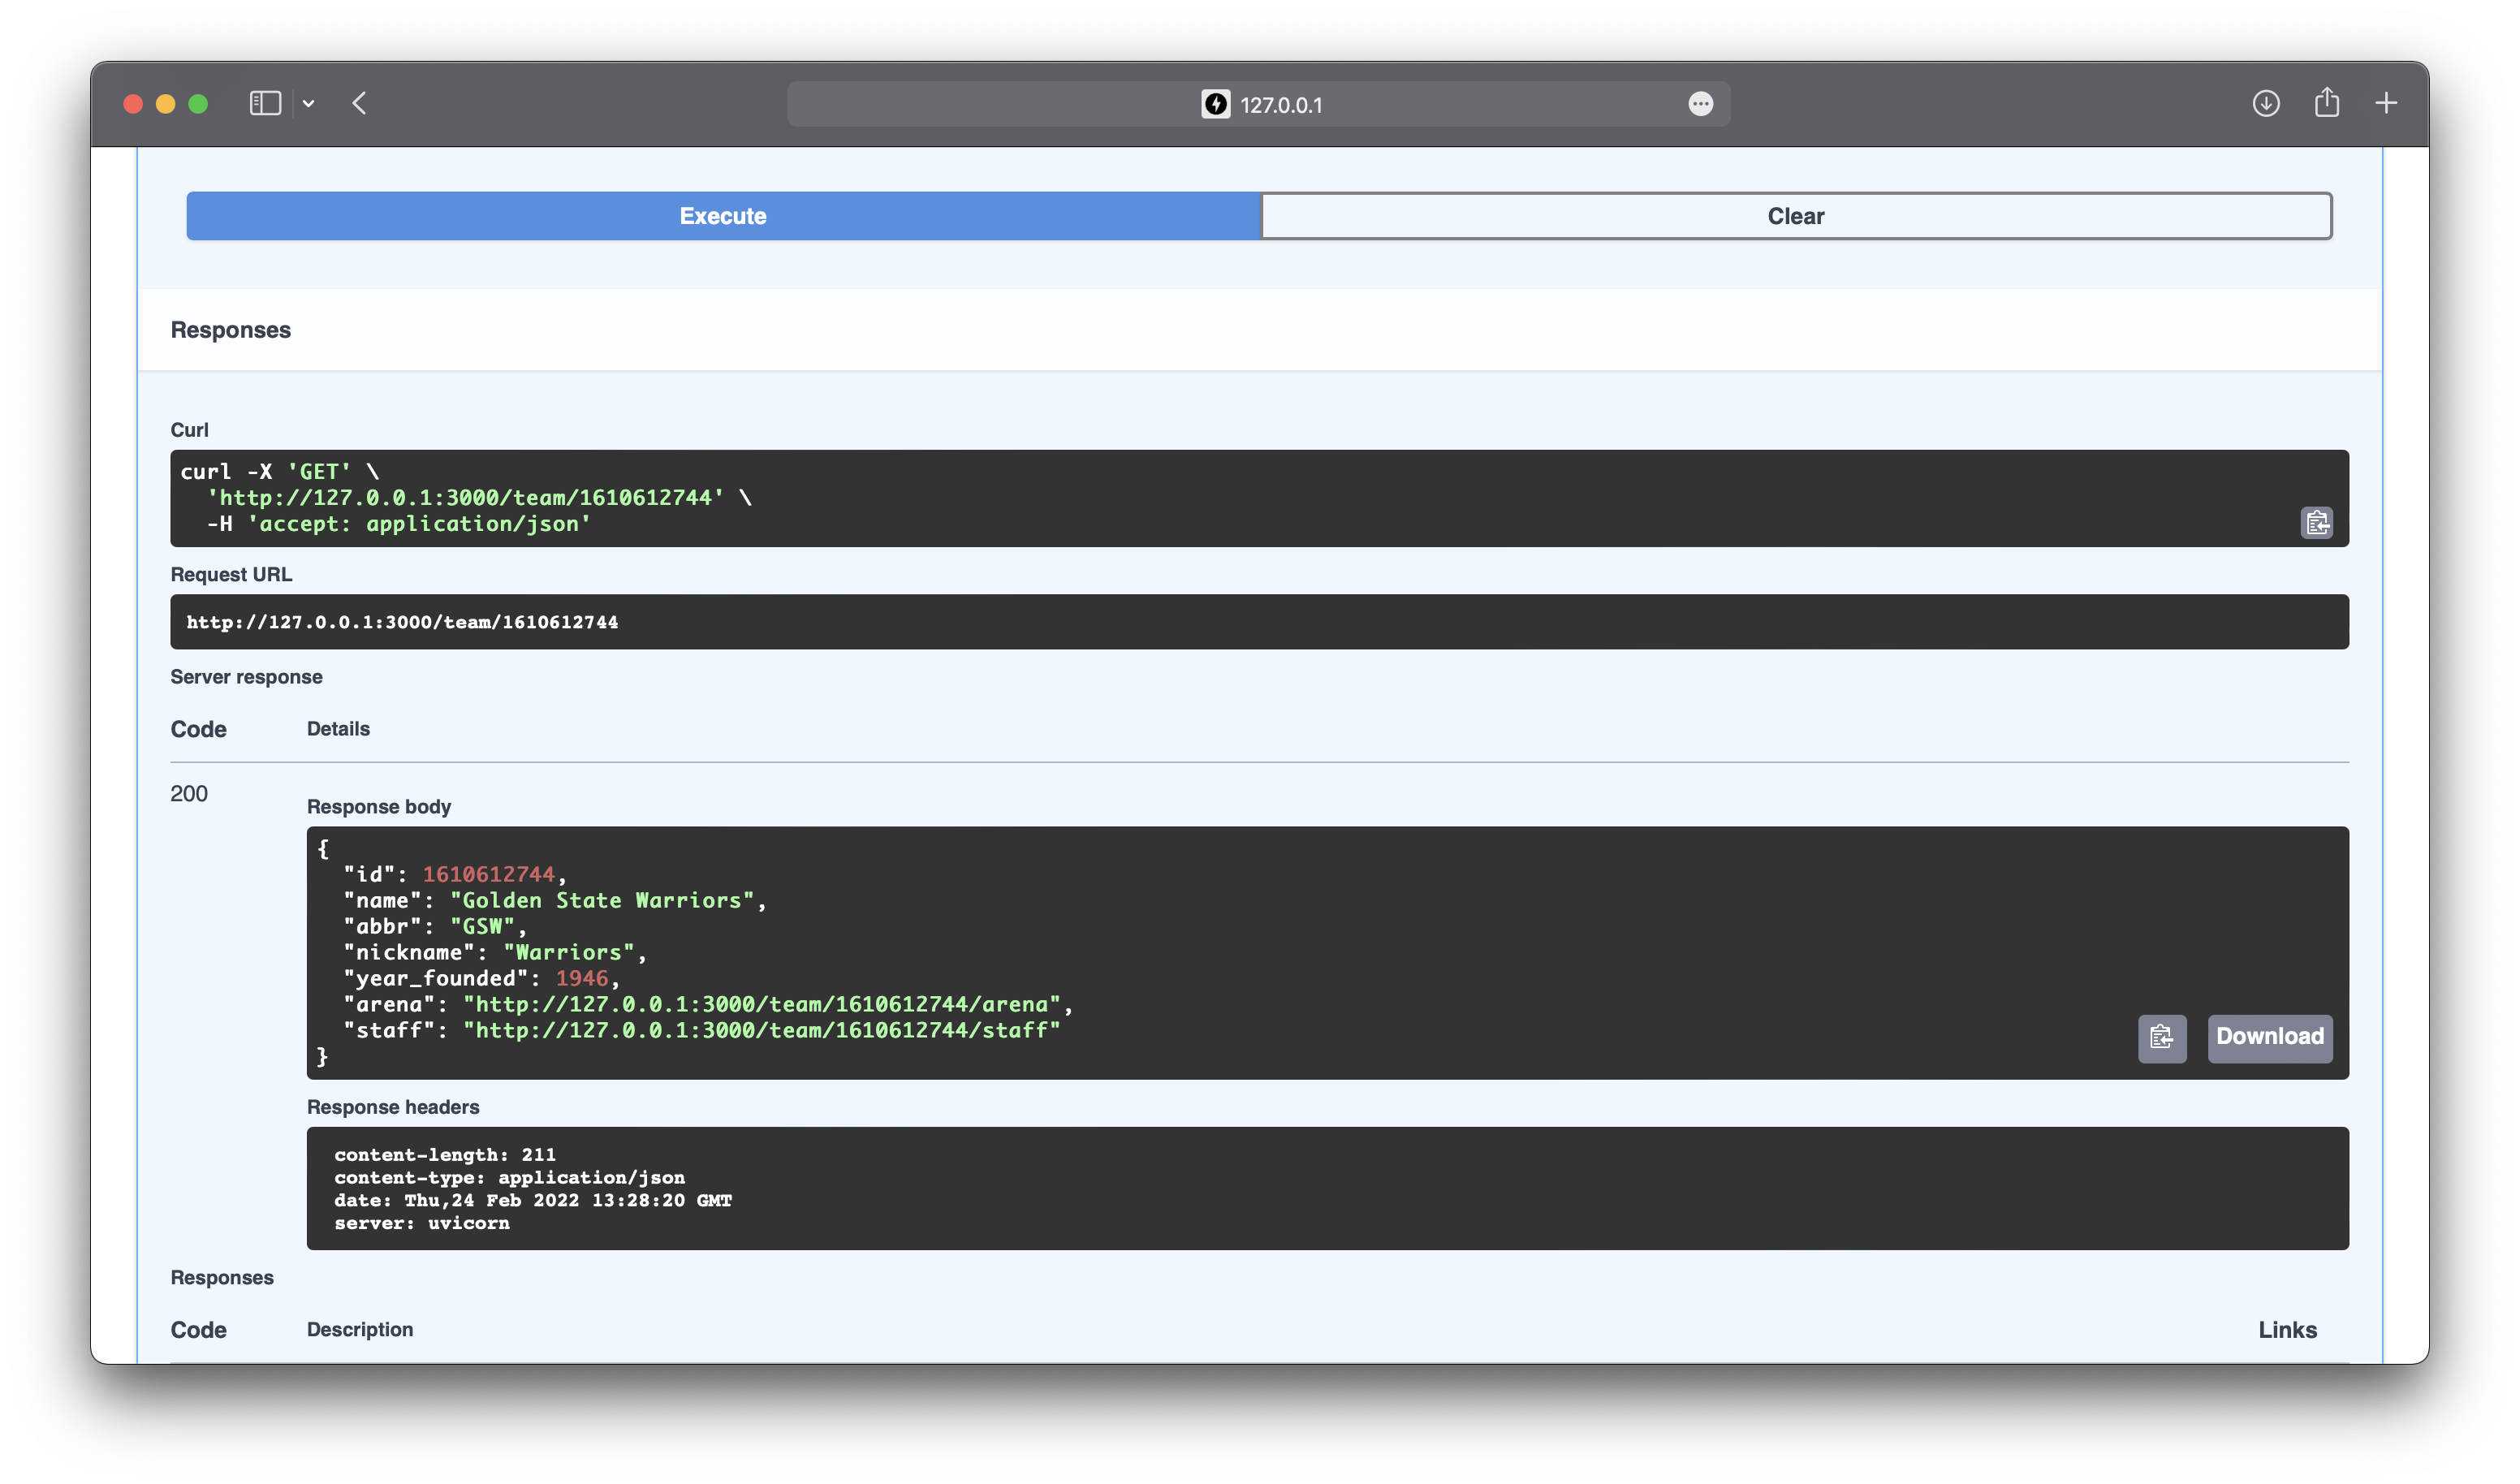 127.0.0.1
Execute
Clear
Responses
Curl
curl -X 'GET' \
  'http://127.0.0.1:3000/team/1610612744' \
  -H 'accept: application/json'
Request URL
http://127.0.0.1:3000/team/1610612744
Server response
Code Details
200
Response body
{
  "id": 1610612744,
  "name": "Golden State Warriors",
  "abbr": "GSW",
  "nickname": "Warriors",
  "year_founded": 1946,
  "arena": "http://127.0.0.1:3000/team/1610612744/arena",
  "staff": "http://127.0.0.1:3000/team/1610612744/staff"
}
Download
Response headers
content-length: 211
content-type: application/json
date: Thu,24 Feb 2022 13:28:20 GMT
server: uvicorn
Responses
Code Description Links